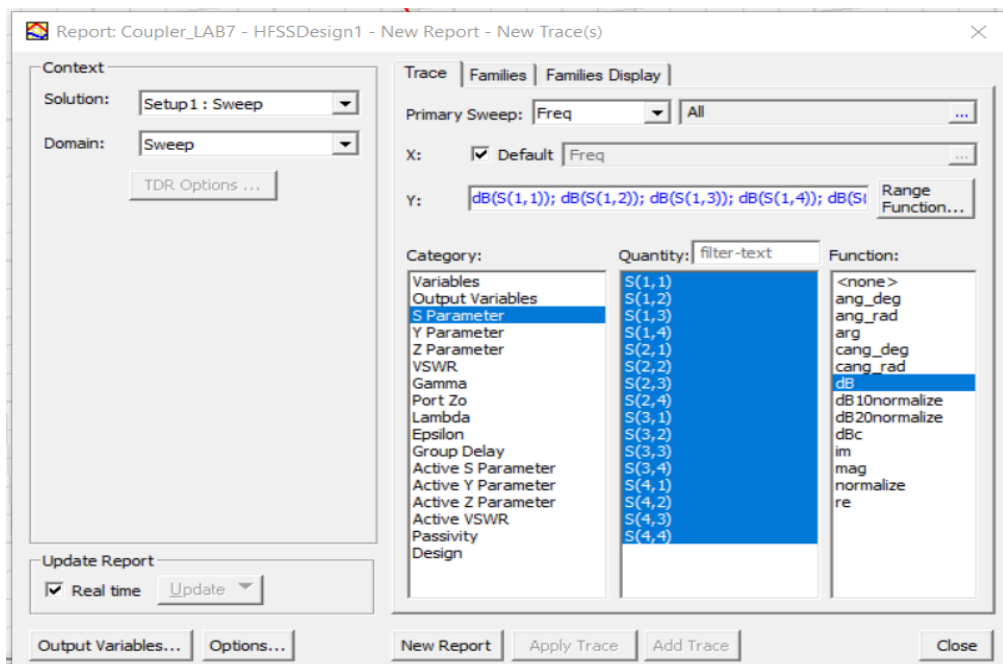 Report: Coupler_LAB7 - HFSSDesign1 - New Report - New Trace(s)
Context
Solution: Setup1 : Sweep
Domain: Sweep
TDR Options ...
Update Report
Real time Update
Output Variables... Options...
Trace Families Families Display
Primary Sweep: Freq All ...
X: Default Freq ...
Y: dB(S(1,1)); dB(S(1,2)); dB(S(1,3)); dB(S(1,4)); dB(S( Range Function...
Category:
Variables
Output Variables
S Parameter
Y Parameter
Z Parameter
VSWR
Gamma
Port Zo
Lambda
Epsilon
Group Delay
Active S Parameter
Active Y Parameter
Active Z Parameter
Active VSWR
Passivity
Design
Quantity: filter-text
S(1,1)
S(1,2)
S(1,3)
S(1,4)
S(2,1)
S(2,2)
S(2,3)
S(2,4)
S(3,1)
S(3,2)
S(3,3)
S(3,4)
S(4,1)
S(4,2)
S(4,3)
S(4,4)
Function:
<none>
ang_deg
ang_rad
arg
cang_deg
cang_rad
dB
dB10normalize
dB20normalize
dBc
im
mag
normalize
re
New Report Apply Trace Add Trace Close